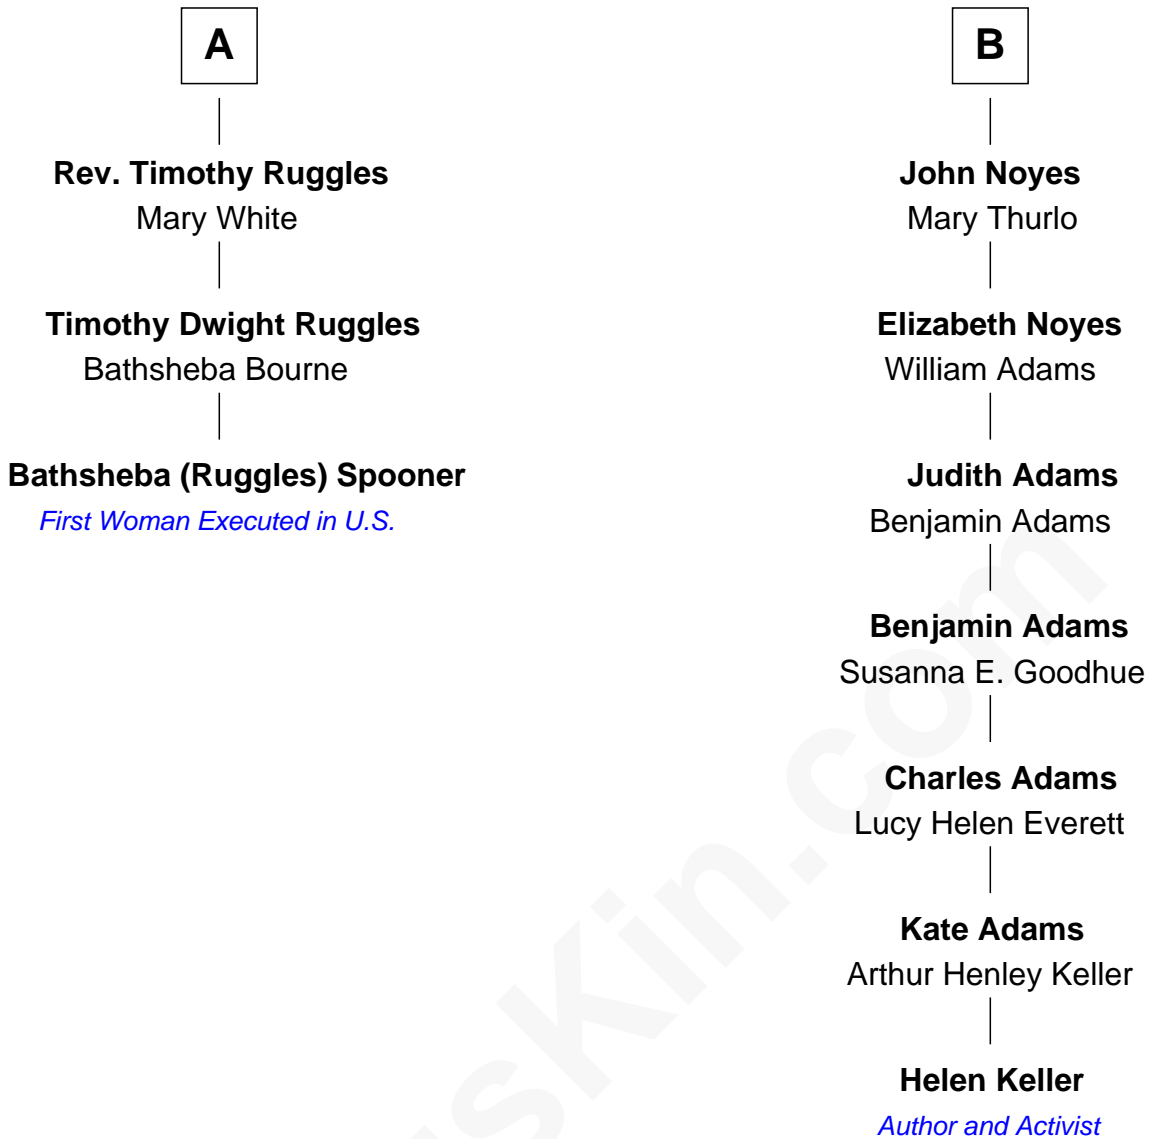 A
Rev. Timothy Ruggles
Mary White
Timothy Dwight Ruggles
Bathsheba Bourne
Bathsheba (Ruggles) Spooner
First Woman Executed in U.S.
B
John Noyes
Mary Thurlo
Elizabeth Noyes
William Adams
Judith Adams
Benjamin Adams
Benjamin Adams
Susanna E. Goodhue
Charles Adams
Lucy Helen Everett
Kate Adams
Arthur Henley Keller
Helen Keller
Author and Activist
sKin.com